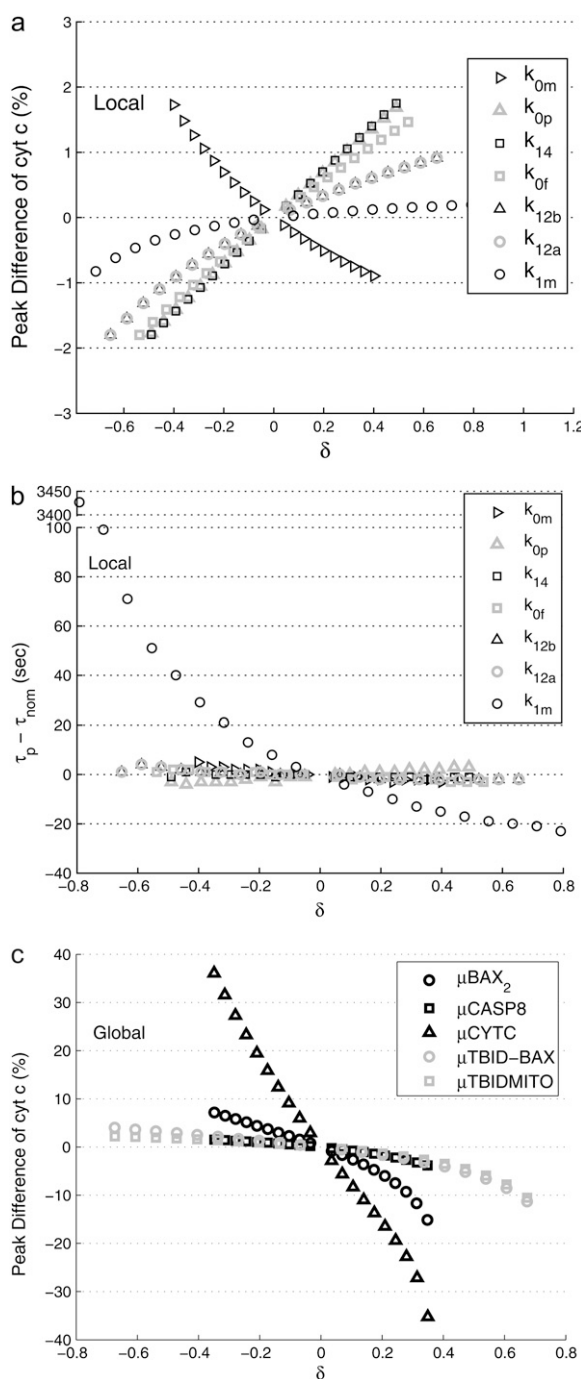 a
Peak Difference of cyt c (%)
3
2
1
0
−1
−2
−3
Local
k0m
k0p
k14
k0f
k12b
k12a
k1m
−0.6 −0.4 −0.2 0 0.2 0.4 0.6 0.8 1 1.2
δ
b
τp − τnom (sec)
3450
3400
100
80
60
40
20
0
−20
−40
Local
k0m
k0p
k14
k0f
k12b
k12a
k1m
−0.8 −0.6 −0.4 −0.2 0 0.2 0.4 0.6 0.8
δ
c
Peak Difference of cyt c (%)
40
30
20
10
0
−10
−20
−30
−40
Global
μBAX2
μCASP8
μCYTC
μTBID−BAX
μTBIDMITO
−0.8 −0.6 −0.4 −0.2 0 0.2 0.4 0.6 0.8
δ